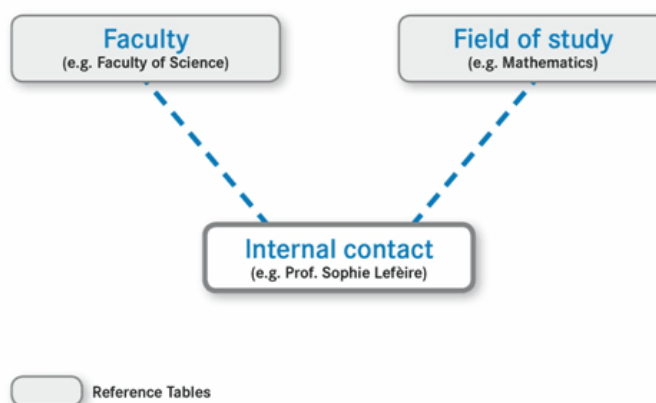 Faculty
(e.g. Faculty of Science)
Field of study
(e.g. Mathematics)
Internal contact
(e.g. Prof. Sophie Lefèire)
Reference Tables